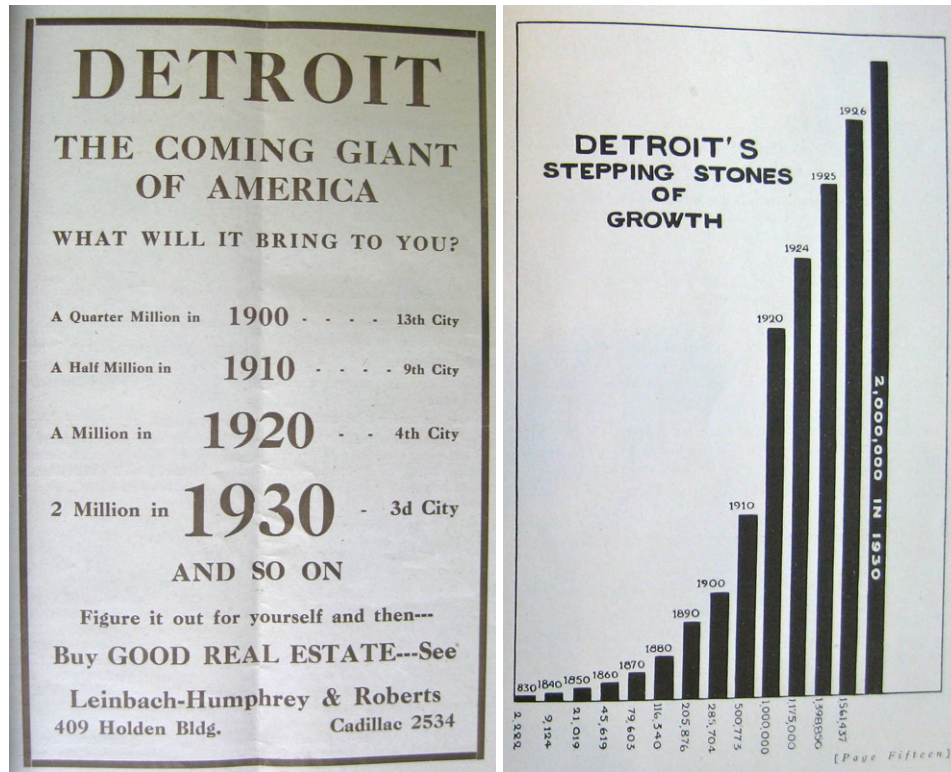 DETROIT
THE COMING GIANT
OF AMERICA
WHAT WILL IT BRING TO YOU?
A Quarter Million in 1900 - - - - 13th City
A Half Million in 1910 - - - - 9th City
A Million in 1920 - - 4th City
2 Million in 1930 - 3d City
AND SO ON
Figure it out for yourself and then---
Buy GOOD REAL ESTATE---See
Leinbach-Humphrey & Roberts
409 Holden Bldg. Cadillac 2534
DETROIT'S
STEPPING STONES
OF
GROWTH
830
1840
1850
1860
1870
1880
1890
1900
1910
1920
1924
1925
1926
2,000,000 IN 1930
2,222
9,124
21,019
45,619
79,603
116,340
205,876
285,704
500,773
1,000,000
1,175,000
1,398,850
1,561,437
[Page Fifteen]